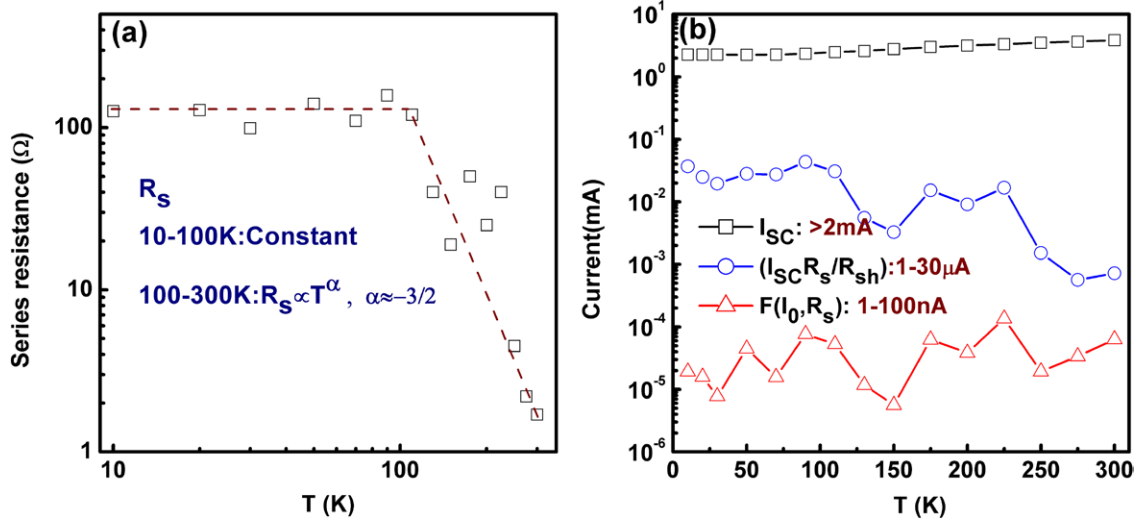 (a)
Series resistance (Ω)
100
10
1
R_s
10-100K:Constant
100-300K:R_s∝T^α , α≈−3/2
10
100
T (K)
(b)
Current(mA)
10^1
10^0
10^-1
10^-2
10^-3
10^-4
10^-5
10^-6
I_SC: >2mA
(I_SCR_s/R_sh):1-30μA
F(I_0,R_s): 1-100nA
0 50 100 150 200 250 300
T (K)